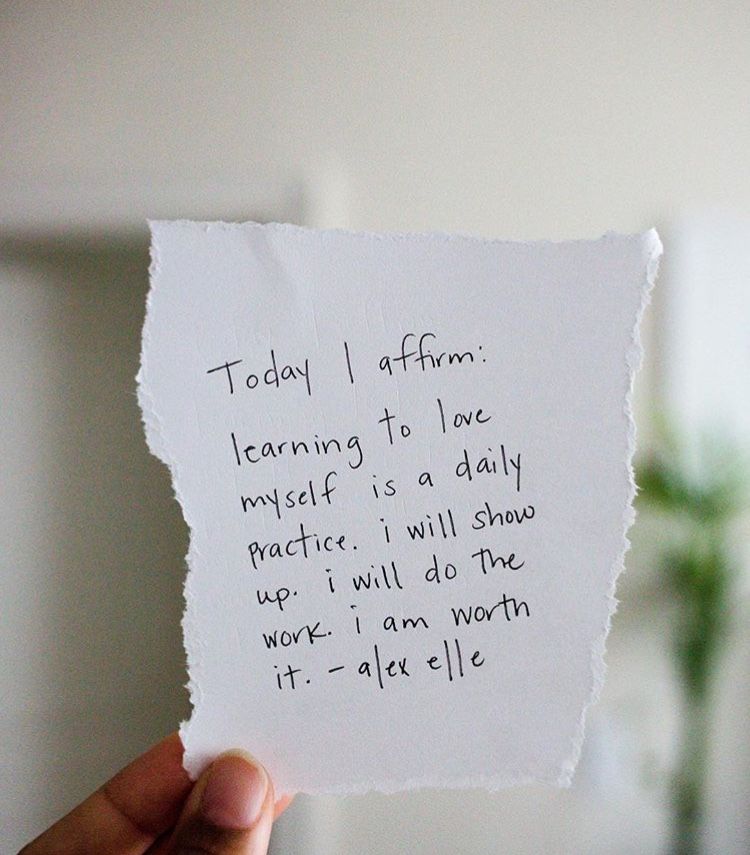 Today I affirm:
learning to love
myself is a daily
practice. i will show
up. i will do the
work. i am worth
it. - alex elle